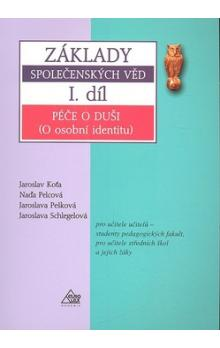 ZÁKLADY
SPOLEČENSKÝCH VĚD
I. díl
PÉČE O DUŠI
(O osobní identitu)
Jaroslav Koťa
Naďa Pelcová
Jaroslava Pešková
Jaroslava Schlegelová
pro učitele učitelů –
studenty pedagogických fakult,
pro učitele středních škol
a jejich žáky